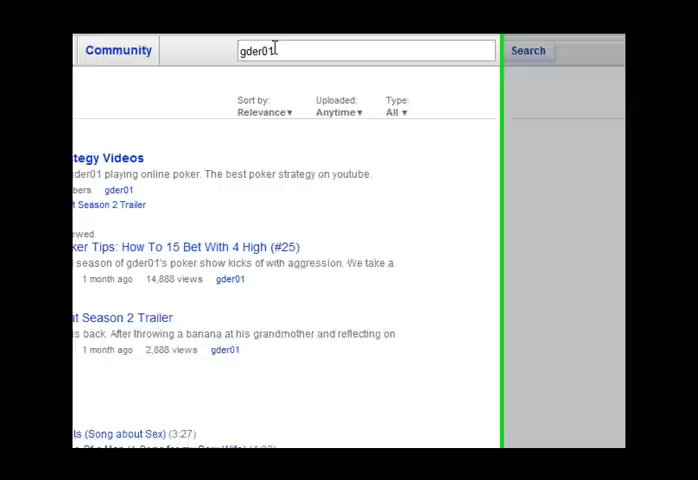 Community gder01 Search
Sort by: Uploaded: Type:
Relevance▾ Anytime▾ All ▾
tegy Videos
der01 playing online poker. The best poker strategy on youtube.
bers gder01
t Season 2 Trailer
ewed
ker Tips: How To 15 Bet With 4 High (#25)
season of gder01's poker show kicks of with aggression. We take a
1 month ago 14,888 views gder01
at Season 2 Trailer
is back. After throwing a banana at his grandmother and reflecting on
1 month ago 2,888 views gder01
ts (Song about Sex) (3:27)